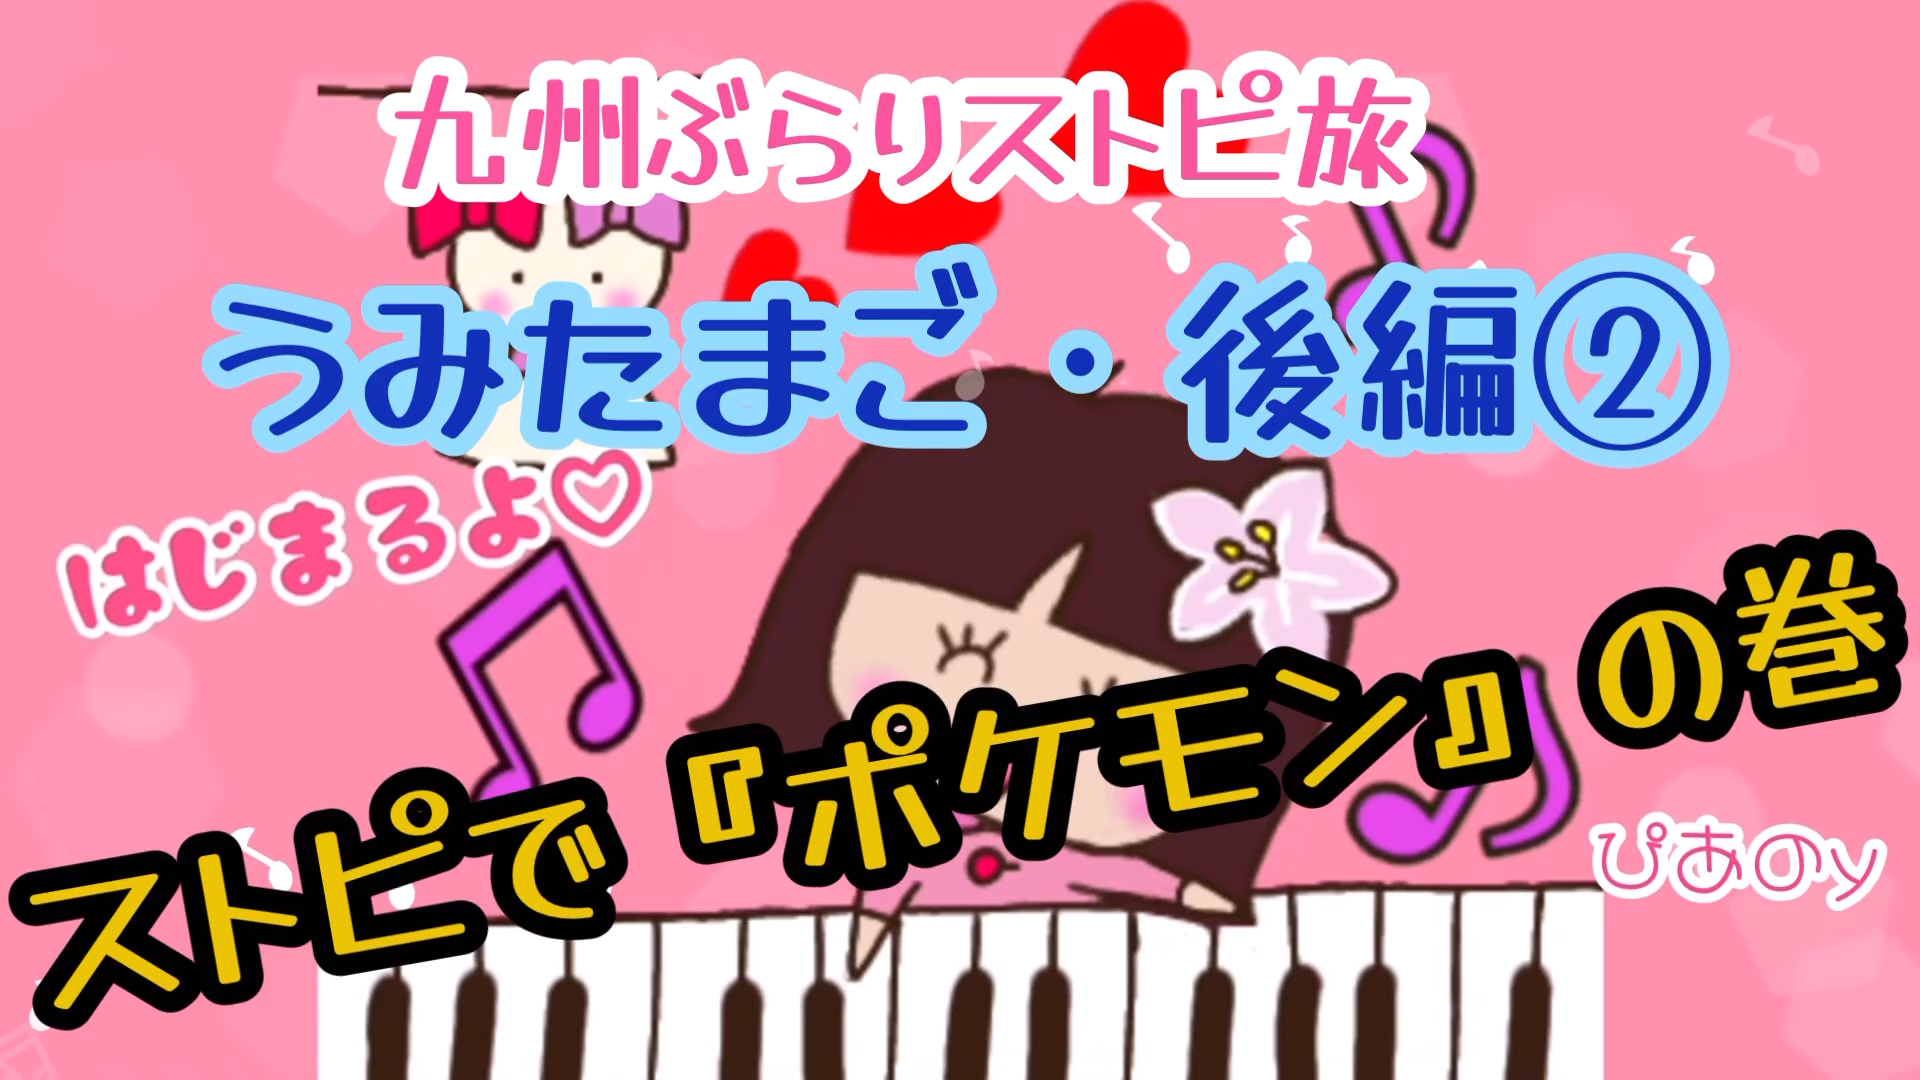 九州ぶらりストピ旅
うみたまご・後編②
はじまるよ♡
ストピで『ポケモン』の巻
ぴあのy